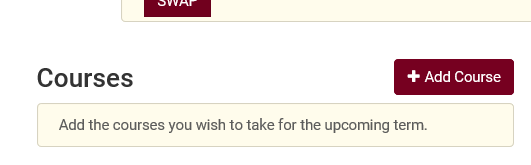 SWAP
Courses
+ Add Course
Add the courses you wish to take for the upcoming term.